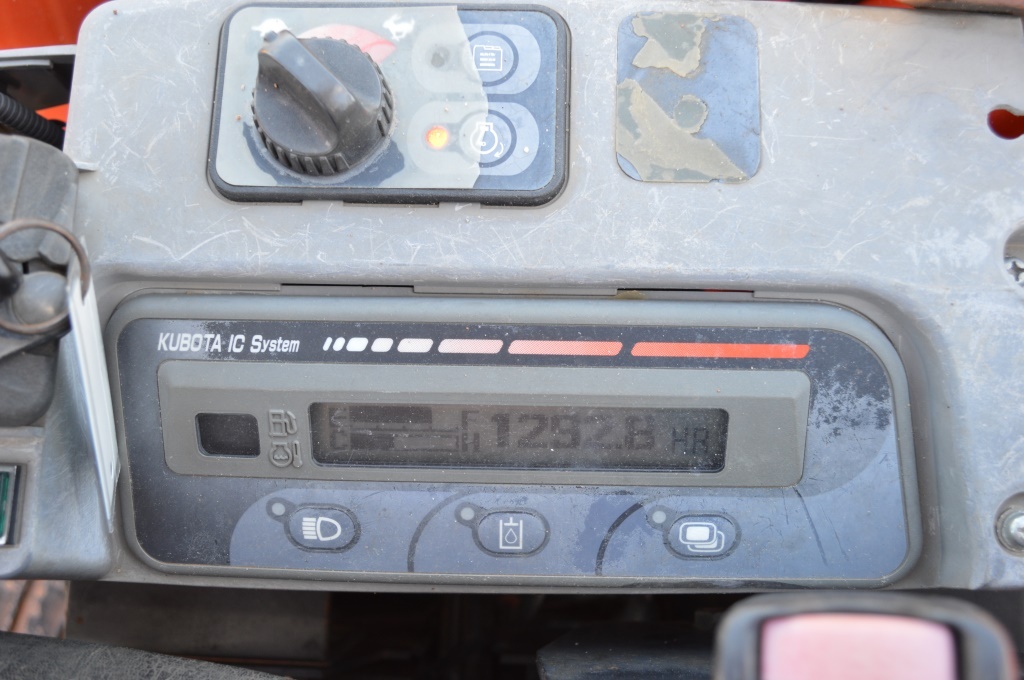 KUBOTA IC System
E F
C H 1292.8 HR